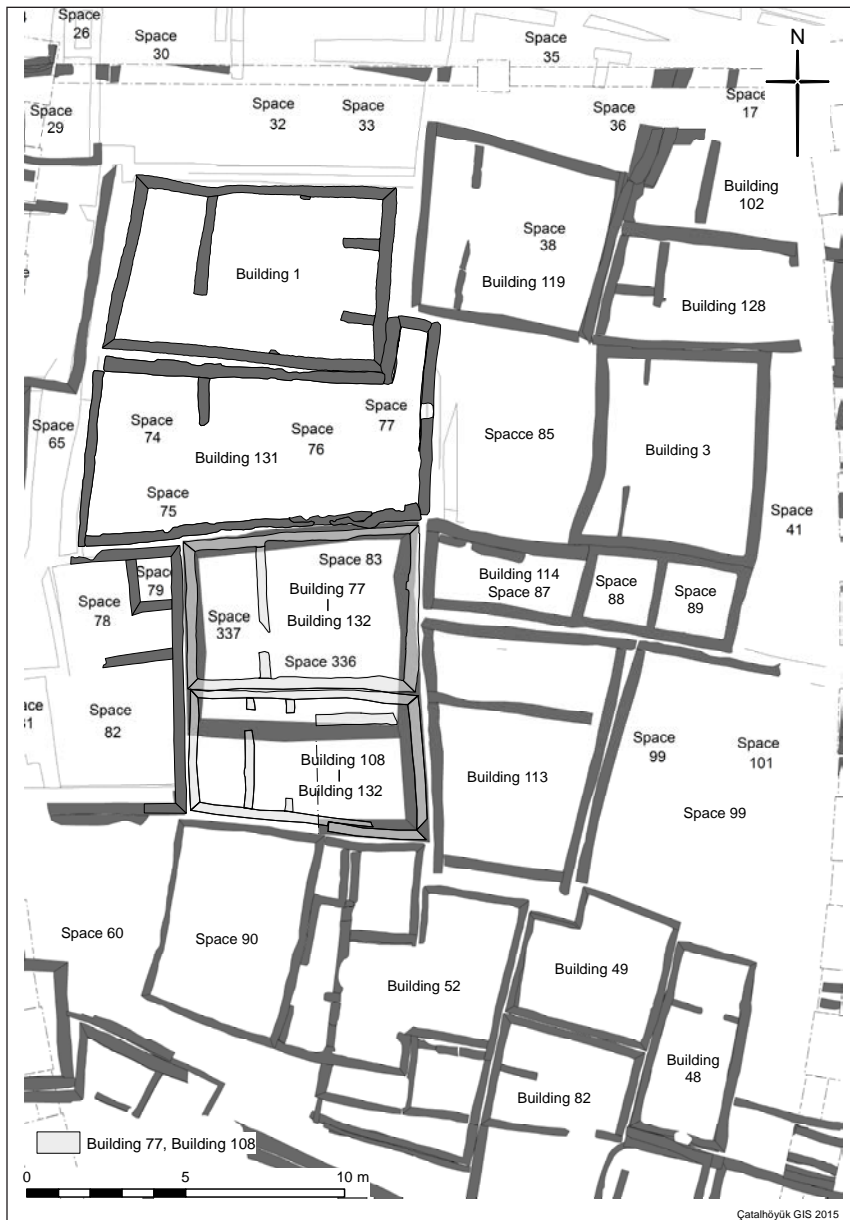 Space
26
Space
30
Space
35
N
Space
29
Space
32
Space
33
Space
36
Space
17
Building
102
Space
38
Building 1
Building 119
Building 128
Space
65
Space
74
Space
77
Space
76
Building 131
Space
75
Spacce 85
Building 3
Space
41
Space
79
Space
78
Space 83
Building 77
Building 132
Space
337
Space 336
Building 114
Space 87
Space
88
Space
89
Space
82
Building 108
Building 132
Building 113
Space
99
Space
101
Space 99
Space 60
Space 90
Building 52
Building 49
Building
48
Building 82
Building 77, Building 108
0 5 10 m
Çatalhöyük GIS 2015